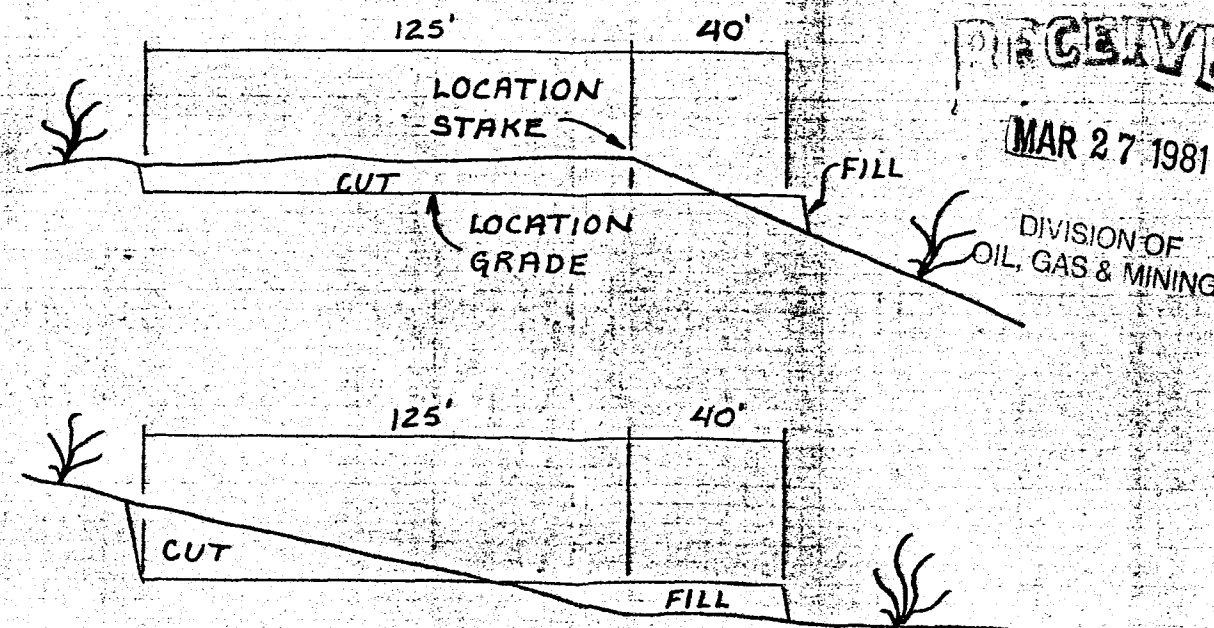 125' 40'
LOCATION
STAKE
RECEIVE
MAR 27 1981
DIVISION OF
OIL, GAS & MINING
CUT
FILL
LOCATION
GRADE
125' 40'
CUT
FILL